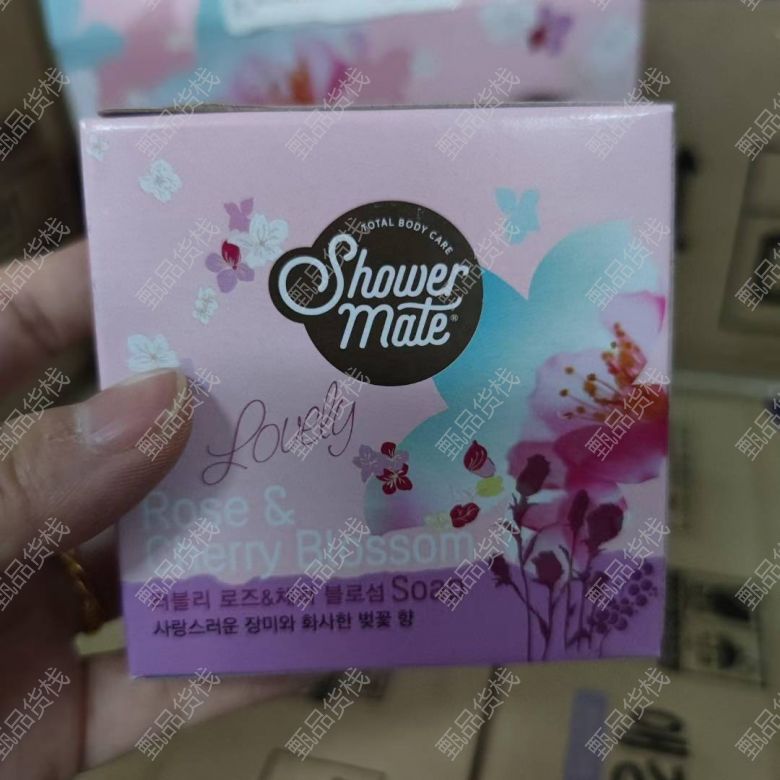 TOTAL BODY CARE
Shower
Mate®
Lovely
Rose &
Cherry Blossom
러블리 로즈&체리 블로섬 Soap
사랑스러운 장미와 화사한 벚꽃 향
甄品货栈